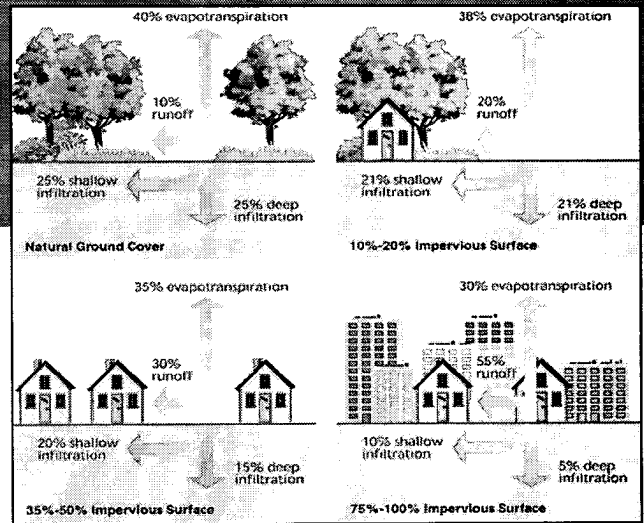 40% evapotranspiration
10%
runoff
25% shallow
infiltration
25% deep
infiltration
Natural Ground Cover
38% evapotranspiration
20%
runoff
21% shallow
infiltration
21% deep
infiltration
10%-20% Impervious Surface
35% evapotranspiration
30%
runoff
20% shallow
infiltration
15% deep
infiltration
35%-50% Impervious Surface
30% evapotranspiration
55%
runoff
10% shallow
infiltration
5% deep
infiltration
75%-100% Impervious Surface